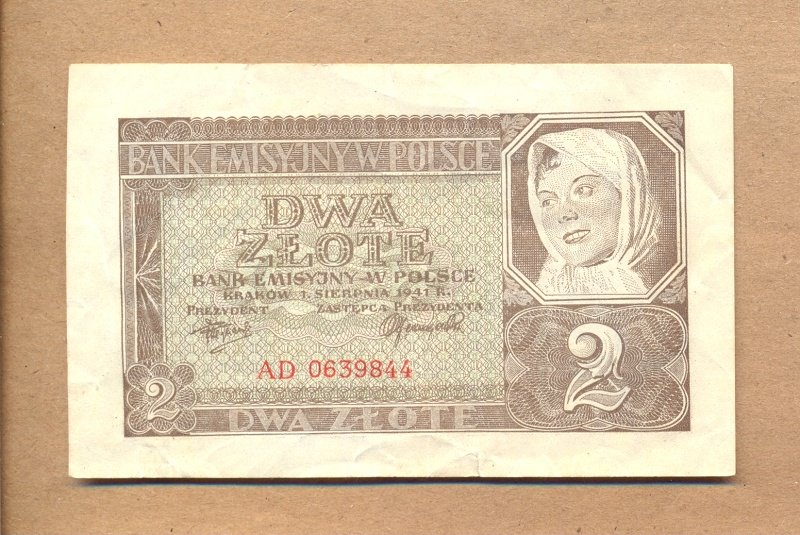 BANK EMISYJNY W POLSCE
DWA
ZŁOTE
BANK EMISYJNY W POLSCE
KRAKÓW 1. SIERPNIA 1941 R.
PREZYDENT ZASTĘPCA PREZYDENTA
AD 0639844
2
2
DWA ZŁOTE